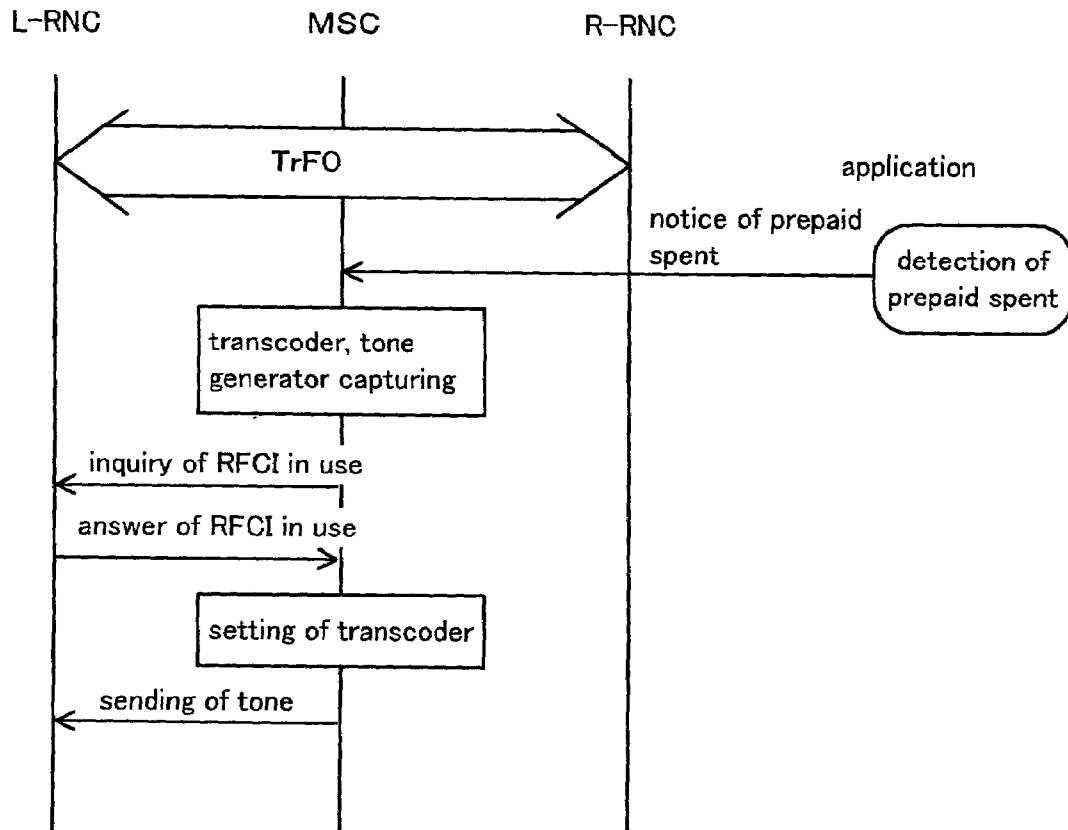 L-RNC MSC R-RNC
TrFO
application
notice of prepaid
spent
detection of
prepaid spent
transcoder, tone
generator capturing
inquiry of RFCI in use
answer of RFCI in use
setting of transcoder
sending of tone